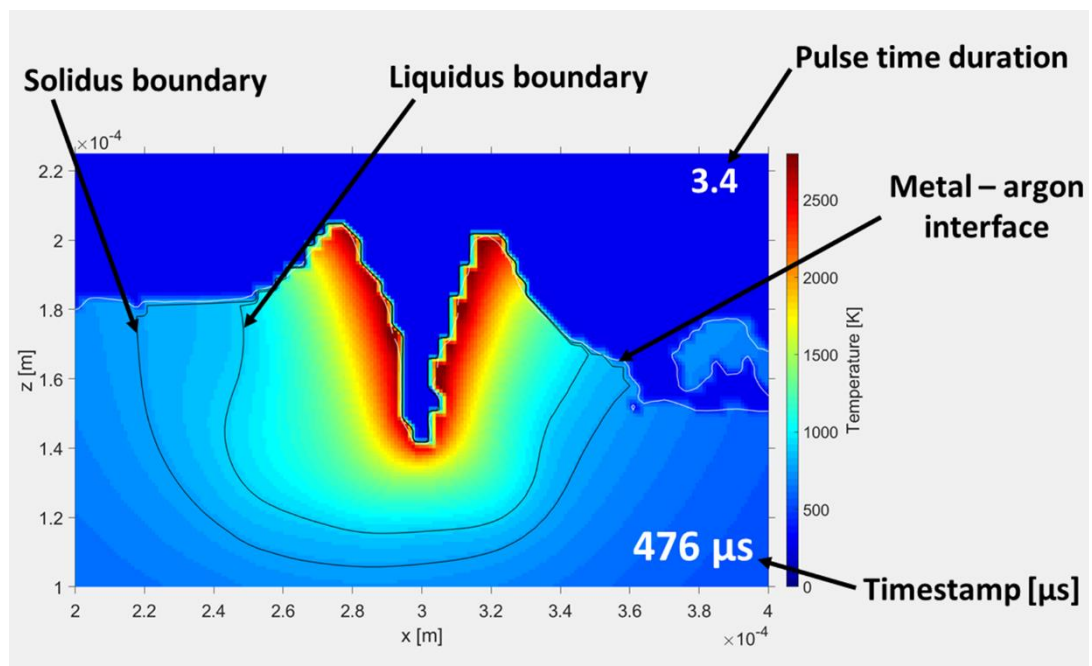 Pulse time duration
Solidus boundary
Liquidus boundary
×10⁻⁴
2.2
2
1.8
1.6
1.4
1.2
1
z [m]
3.4
476 µs
2500
2000
1500
1000
500
0
Temperature [K]
Metal – argon
interface
Timestamp [µs]
2
2.2
2.4
2.6
2.8
3
3.2
3.4
3.6
3.8
4
x [m]
×10⁻⁴